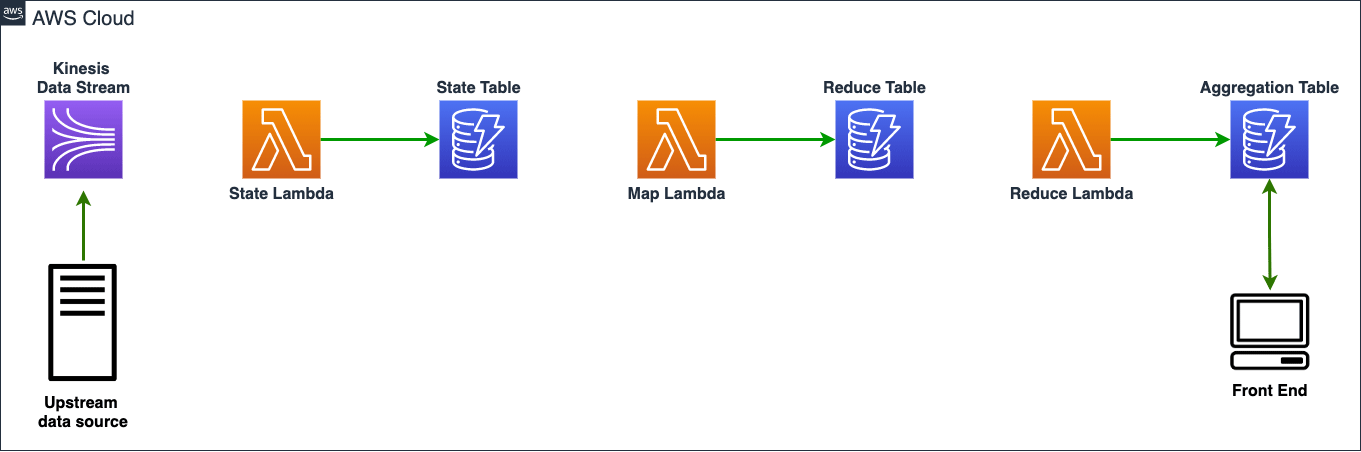 aws
AWS Cloud
Kinesis
Data Stream
State Table
Reduce Table
Aggregation Table
State Lambda
Map Lambda
Reduce Lambda
Upstream
data source
Front End